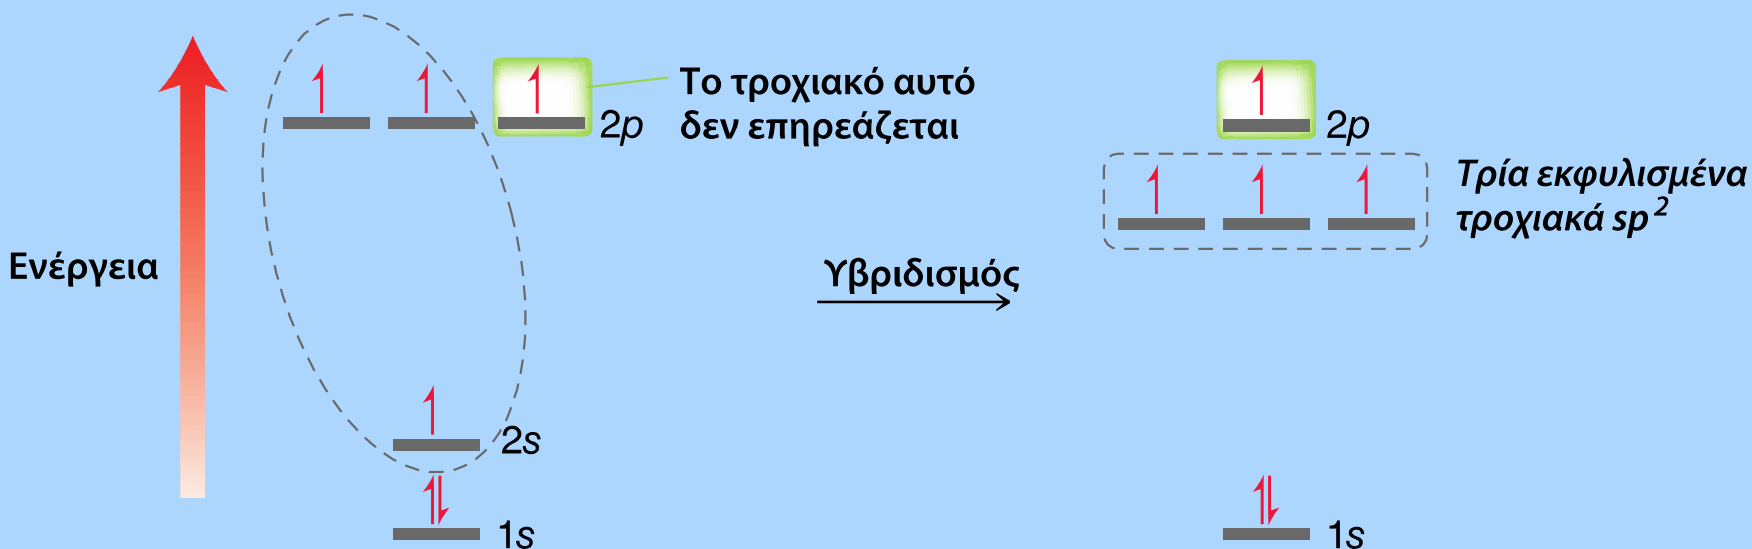 Ενέργεια
2p
Το τροχιακό αυτό
δεν επηρεάζεται
2s
1s
Υβριδισμός
2p
Τρία εκφυλισμένα
τροχιακά sp²
1s